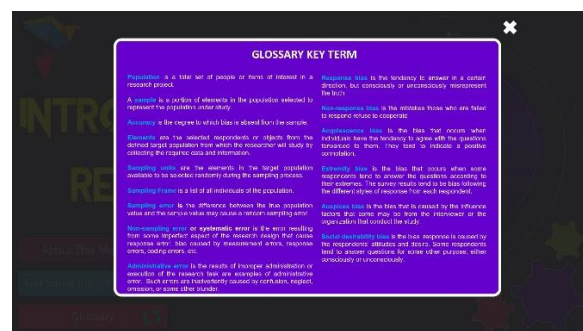 GLOSSARY KEY TERM
Population is a total set of people or items of interest in a
research project.
A sample is a portion of elements in the population selected to
represent the population under study.
Accuracy is the degree to which bias is absent from the sample.
Elements are the selected respondents or objects from the
defined target population from which the researcher will study by
collecting the required data and information.
Sampling units are the elements in the target population
available to be selected randomly during the sampling process.
Sampling Frame is a list of all individuals of the population.
Sampling error is the difference between the true population
value and the sample value may cause a random sampling error.
Non-sampling error or systematic error is the error resulting
from some imperfect aspect of the research design that cause
response error, bias caused by measurement errors, response
errors, coding errors, etc.
Administrative error is the results of improper administration or
execution of the research task are examples of administrative
error. Such errors are inadvertently caused by confusion, neglect,
omission, or some other blunder.
Response bias is the tendency to answer in a certain
direction, but consciously or unconsciously misrepresent
the truth
Non-response bias is the mistakes those who are failed
to respond refuse to cooperate
Acquiescence bias is the bias that occurs when
individuals have the tendency to agree with the questions
forwarded to them. They tend to indicate a positive
connotation.
Extremity bias is the bias that occurs when some
respondents tend to answer the questions according to
their extremes. The survey results tend to be bias following
the different styles of response from each respondent.
Auspices bias is the bias that is caused by the influence
factors that come may be from the interviewer or the
organization that conduct the study.
Social desirability bias is the bias response is caused by
the respondents' attitudes and desire. Some respondents
tend to answer questions for some other purpose, either
consciously or unconsciously.
INTRO
RE
About This M
Glossary